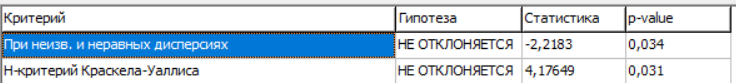 Критерий Гипотеза Статистика p-value
При неизв. и неравных дисперсиях НЕ ОТКЛОНЯЕТСЯ -2,2183 0,034
Н-критерий Краскела-Уаллиса НЕ ОТКЛОНЯЕТСЯ 4,17649 0,031